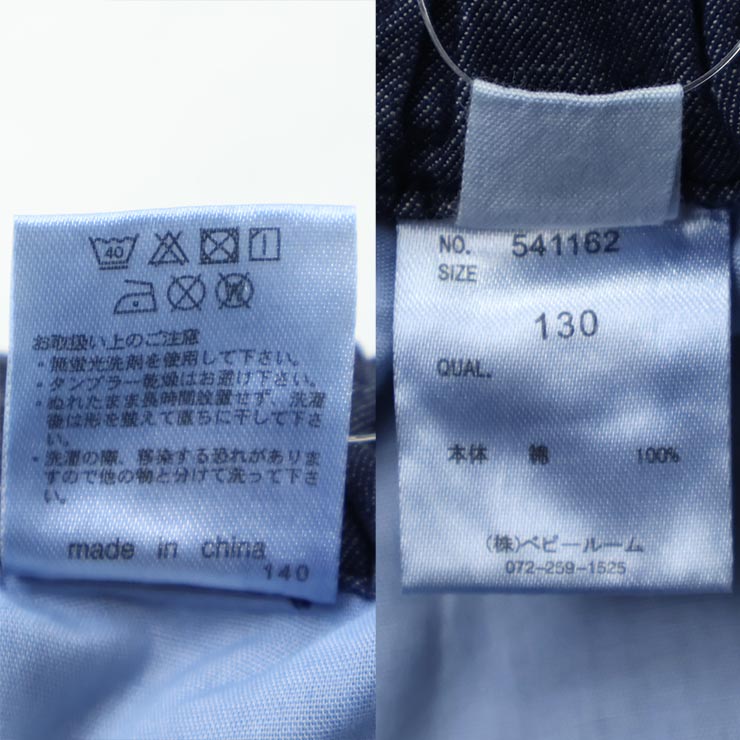 40
お取扱い上のご注意
・無蛍光洗剤を使用して下さい。
・タンブラー乾燥はお避け下さい。
・ぬれたまま長時間放置せず、洗濯
後は形を整えて直ちに干して下さ
い。
・洗濯の際、移染する恐れがありま
すので他の物と分けて洗って下さ
い。
made in china
140
NO. 541162
SIZE
130
QUAL.
本体 綿 100%
(株)ベビールーム
072-259-1525